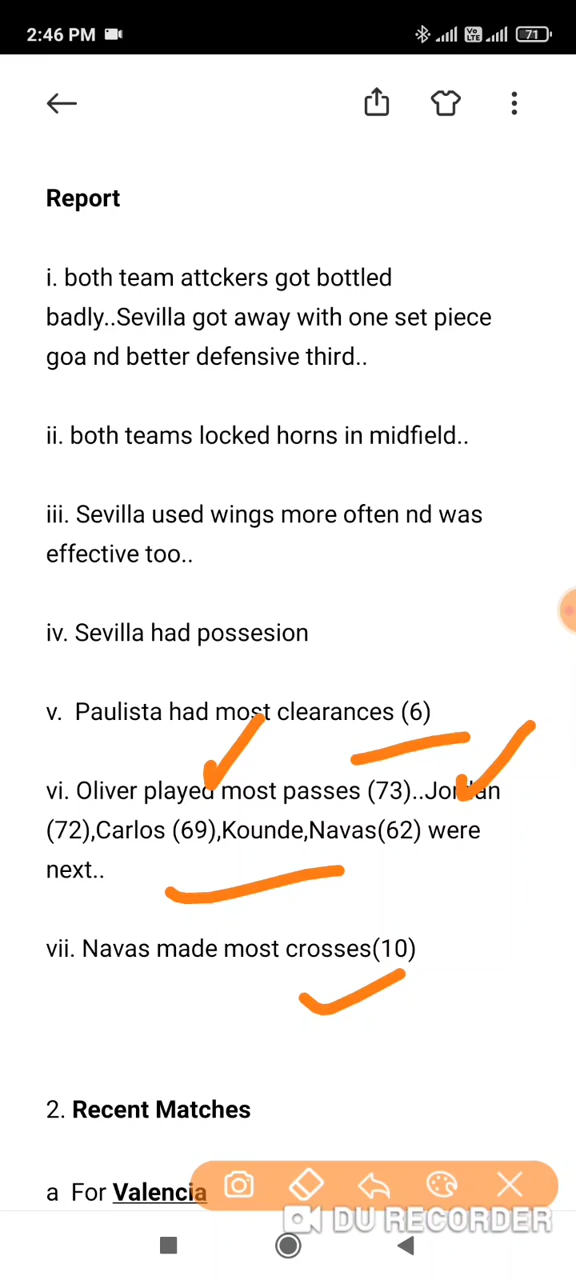 2:46 PM
Vo LTE
71
Report
i. both team attckers got bottled
badly..Sevilla got away with one set piece
goa nd better defensive third..
ii. both teams locked horns in midfield..
iii. Sevilla used wings more often nd was
effective too..
iv. Sevilla had possesion
v. Paulista had most clearances (6)
vi. Oliver played most passes (73)..Jordan
(72),Carlos (69),Kounde,Navas(62) were
next..
vii. Navas made most crosses(10)
2. Recent Matches
a For Valencia
DU RECORDER